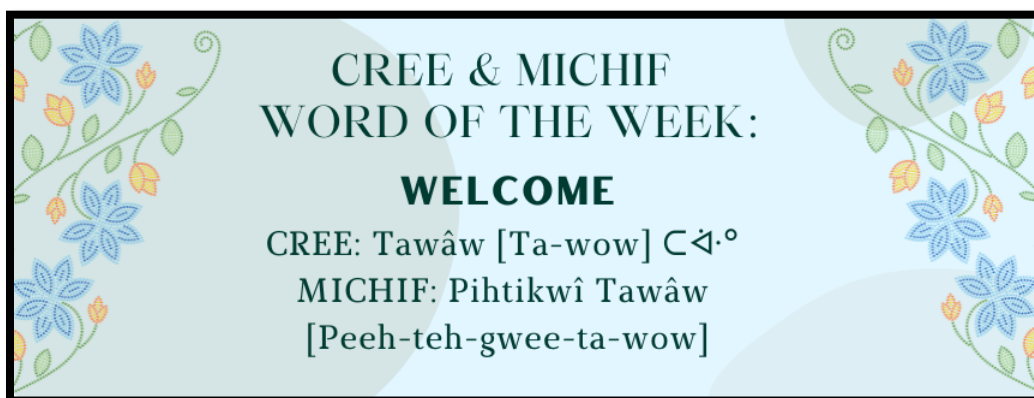 CREE & MICHIF
WORD OF THE WEEK:
WELCOME
CREE: Tawâw [Ta-wow] ᑕᐋᐧᐤ
MICHIF: Pihtikwî Tawâw
[Peeh-teh-gwee-ta-wow]